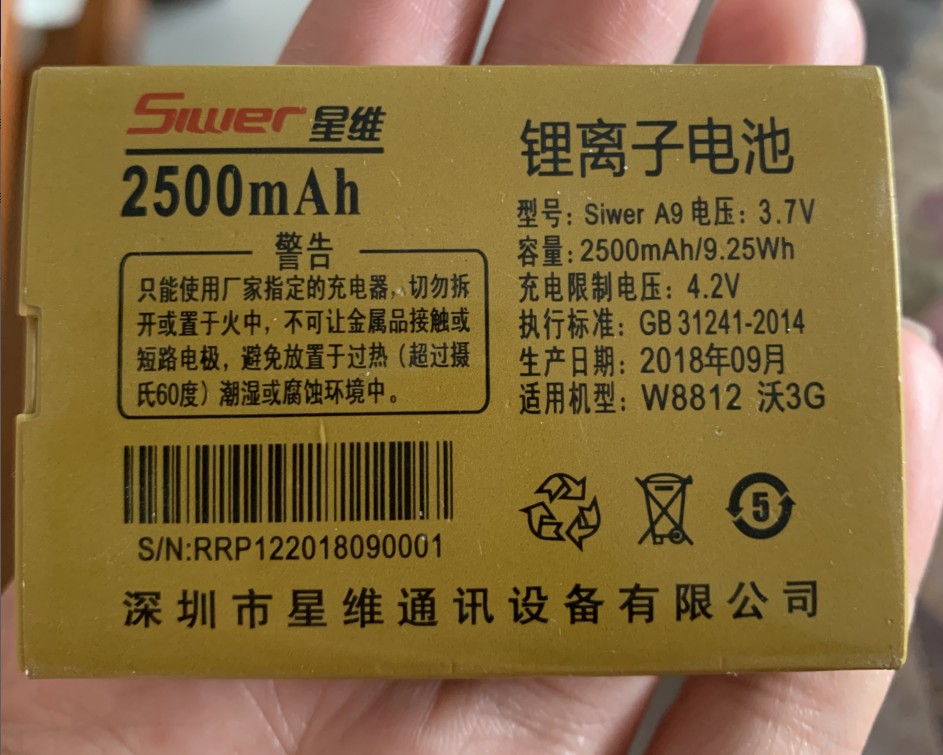 Siwer 星维
2500mAh
警告
只能使用厂家指定的充电器，切勿拆
开或置于火中，不可让金属品接触或
短路电极，避免放置于过热（超过摄
氏60度）潮湿或腐蚀环境中。
S/N:RRP122018090001
锂离子电池
型号：Siwer A9 电压：3.7V
容量：2500mAh/9.25Wh
充电限制电压：4.2V
执行标准：GB 31241-2014
生产日期：2018年09月
适用机型：W8812 沃3G
5
深圳市星维通讯设备有限公司